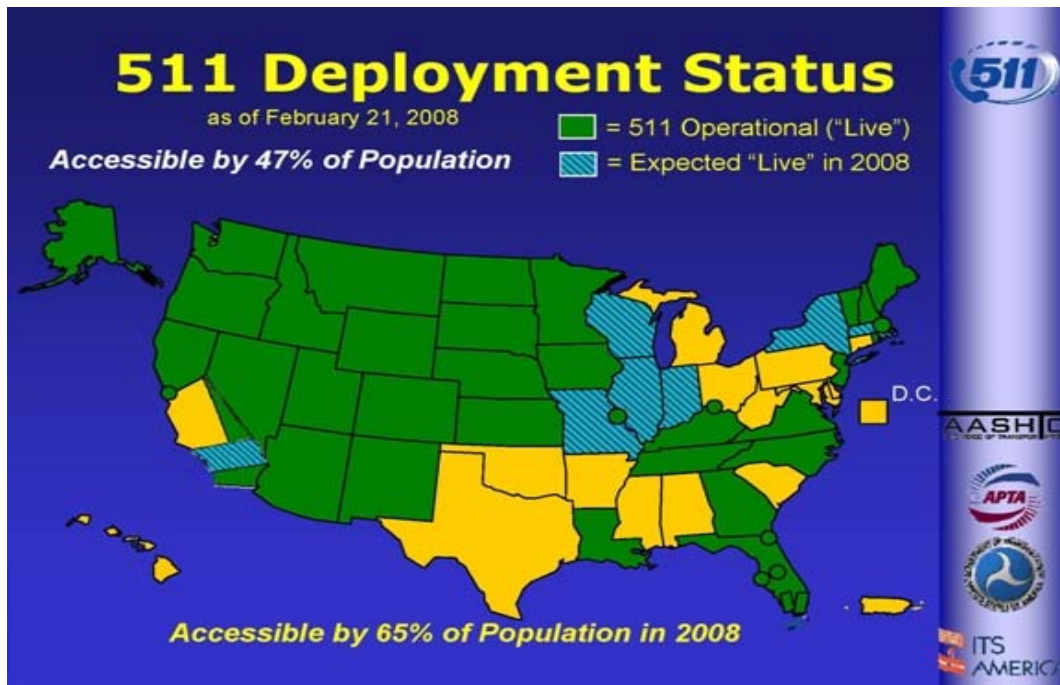 511 Deployment Status
as of February 21, 2008
Accessible by 47% of Population
= 511 Operational ("Live")
= Expected "Live" in 2008
D.C.
Accessible by 65% of Population in 2008
511
AASHTO
APTA
ITS
AMERICA